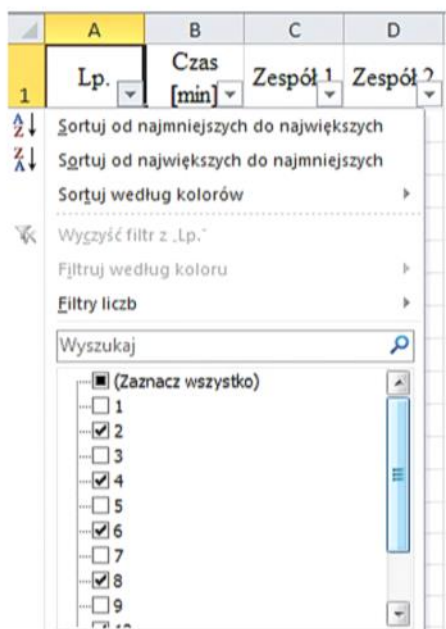 A B C D
1 Lp. Czas [min] Zespół 1 Zespół 2
Sortuj od najmniejszych do największych
Sortuj od największych do najmniejszych
Sortuj według kolorów
Wyczyść filtr z „Lp."
Filtruj według koloru
Filtry liczb
Wyszukaj
(Zaznacz wszystko)
1
2
3
4
5
6
7
8
9
10